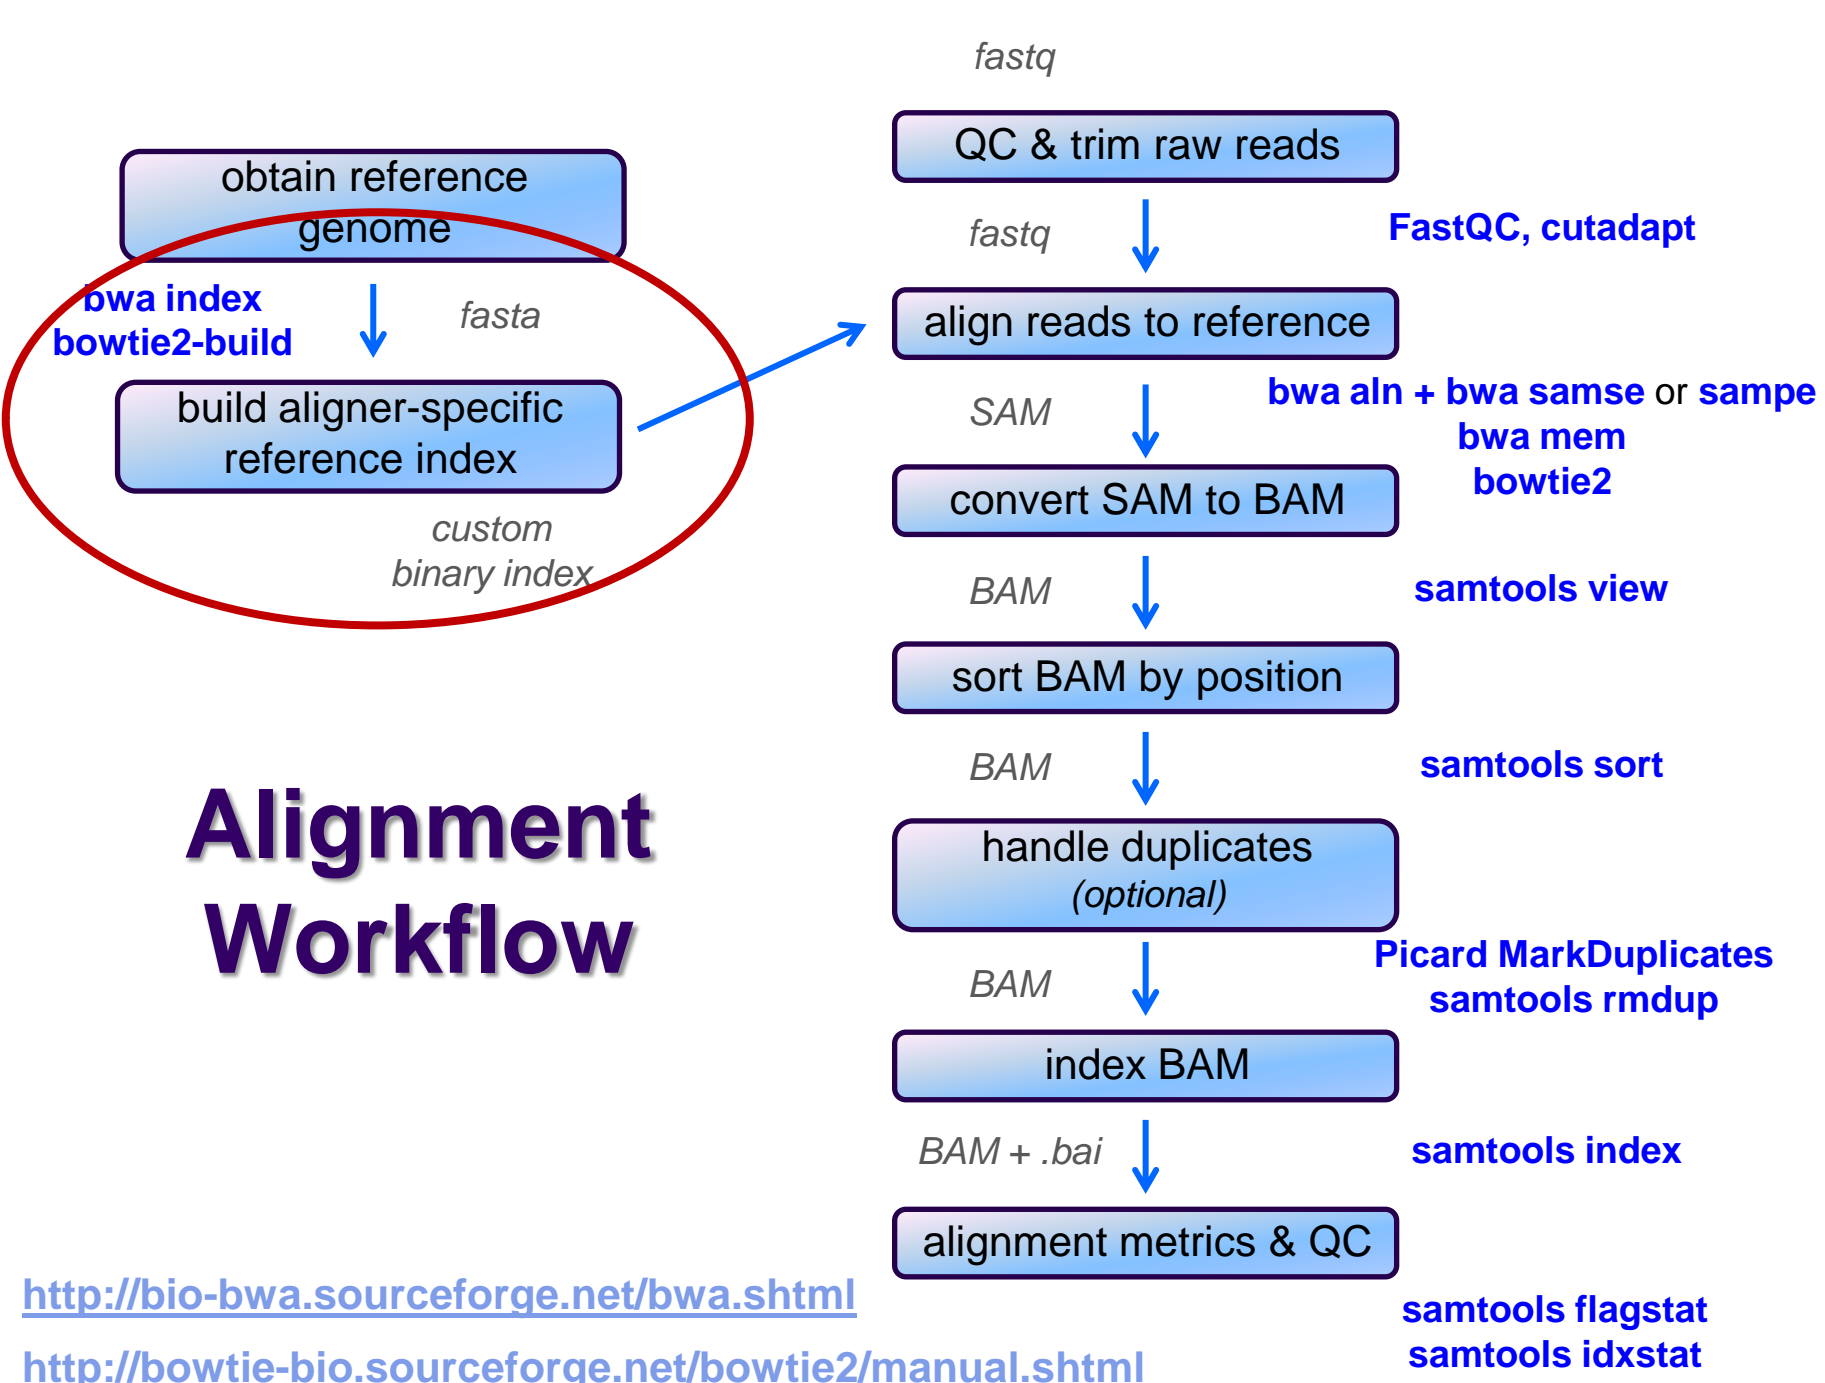 fastq
QC & trim raw reads
fastq
FastQC, cutadapt
obtain reference
genome
bwa index
bowtie2-build
fasta
build aligner-specific
reference index
custom
binary index
align reads to reference
SAM
bwa aln + bwa samse or sampe
bwa mem
bowtie2
convert SAM to BAM
BAM
samtools view
sort BAM by position
BAM
samtools sort
handle duplicates
(optional)
BAM
Picard MarkDuplicates
samtools rmdup
index BAM
BAM + .bai
samtools index
alignment metrics & QC
samtools flagstat
samtools idxstat
Alignment
Workflow
http://bio-bwa.sourceforge.net/bwa.shtml
http://bowtie-bio.sourceforge.net/bowtie2/manual.shtml